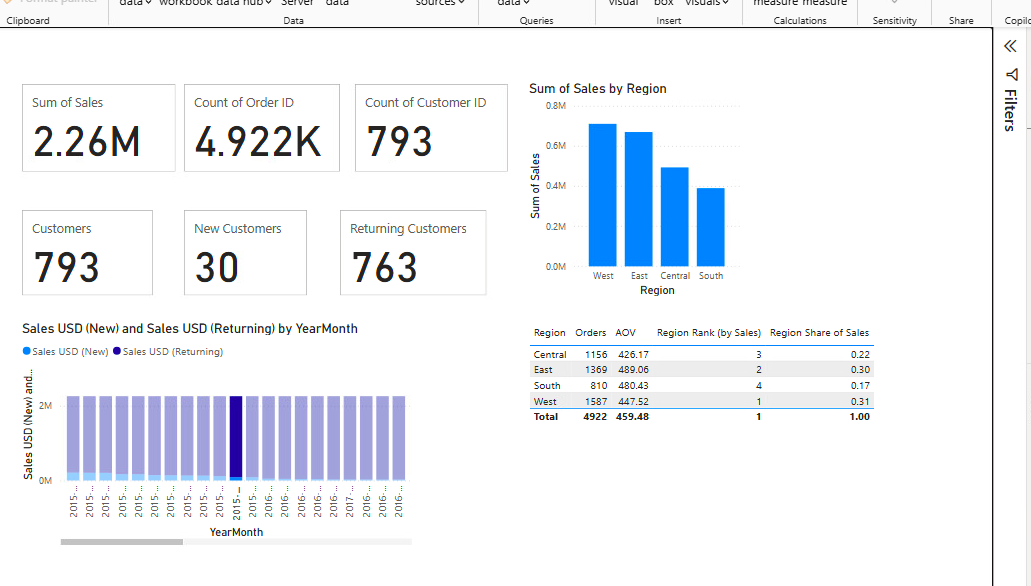 Format painter
data workbook data hub Server data sources data visual box visuals measure measure
Clipboard Data Queries Insert Calculations Sensitivity Share
Filters
Sum of Sales
2.26M
Count of Order ID
4.922K
Count of Customer ID
793
Customers
793
New Customers
30
Returning Customers
763
Sum of Sales by Region
Sum of Sales
0.8M
0.6M
0.4M
0.2M
0.0M
West East Central South
Region
Sales USD (New) and Sales USD (Returning) by YearMonth
Sales USD (New) Sales USD (Returning)
Sales USD (New) and...
2M
0M
2015-... 2015-... 2015-... 2015-... 2015-... 2015-... 2015-... 2015-... 2015-... 2015-... 2015-... 2015-... 2016-... 2016-... 2016-... 2016-... 2016-... 2017-... 2016-... 2016-... 2016-...
YearMonth
Region Orders AOV Region Rank (by Sales) Region Share of Sales
Central 1156 426.17 3 0.22
East 1369 489.06 2 0.30
South 810 480.43 4 0.17
West 1587 447.52 1 0.31
Total 4922 459.48 1 1.00